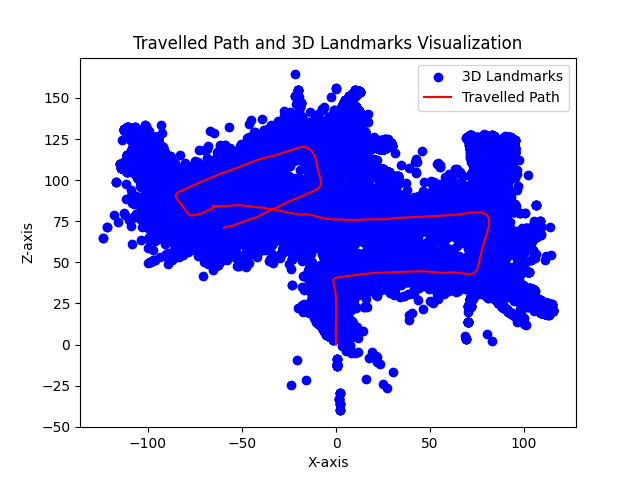 Travelled Path and 3D Landmarks Visualization
3D Landmarks
Travelled Path
150
125
100
75
50
25
0
−25
−50
Z-axis
−100 −50 0 50 100
X-axis